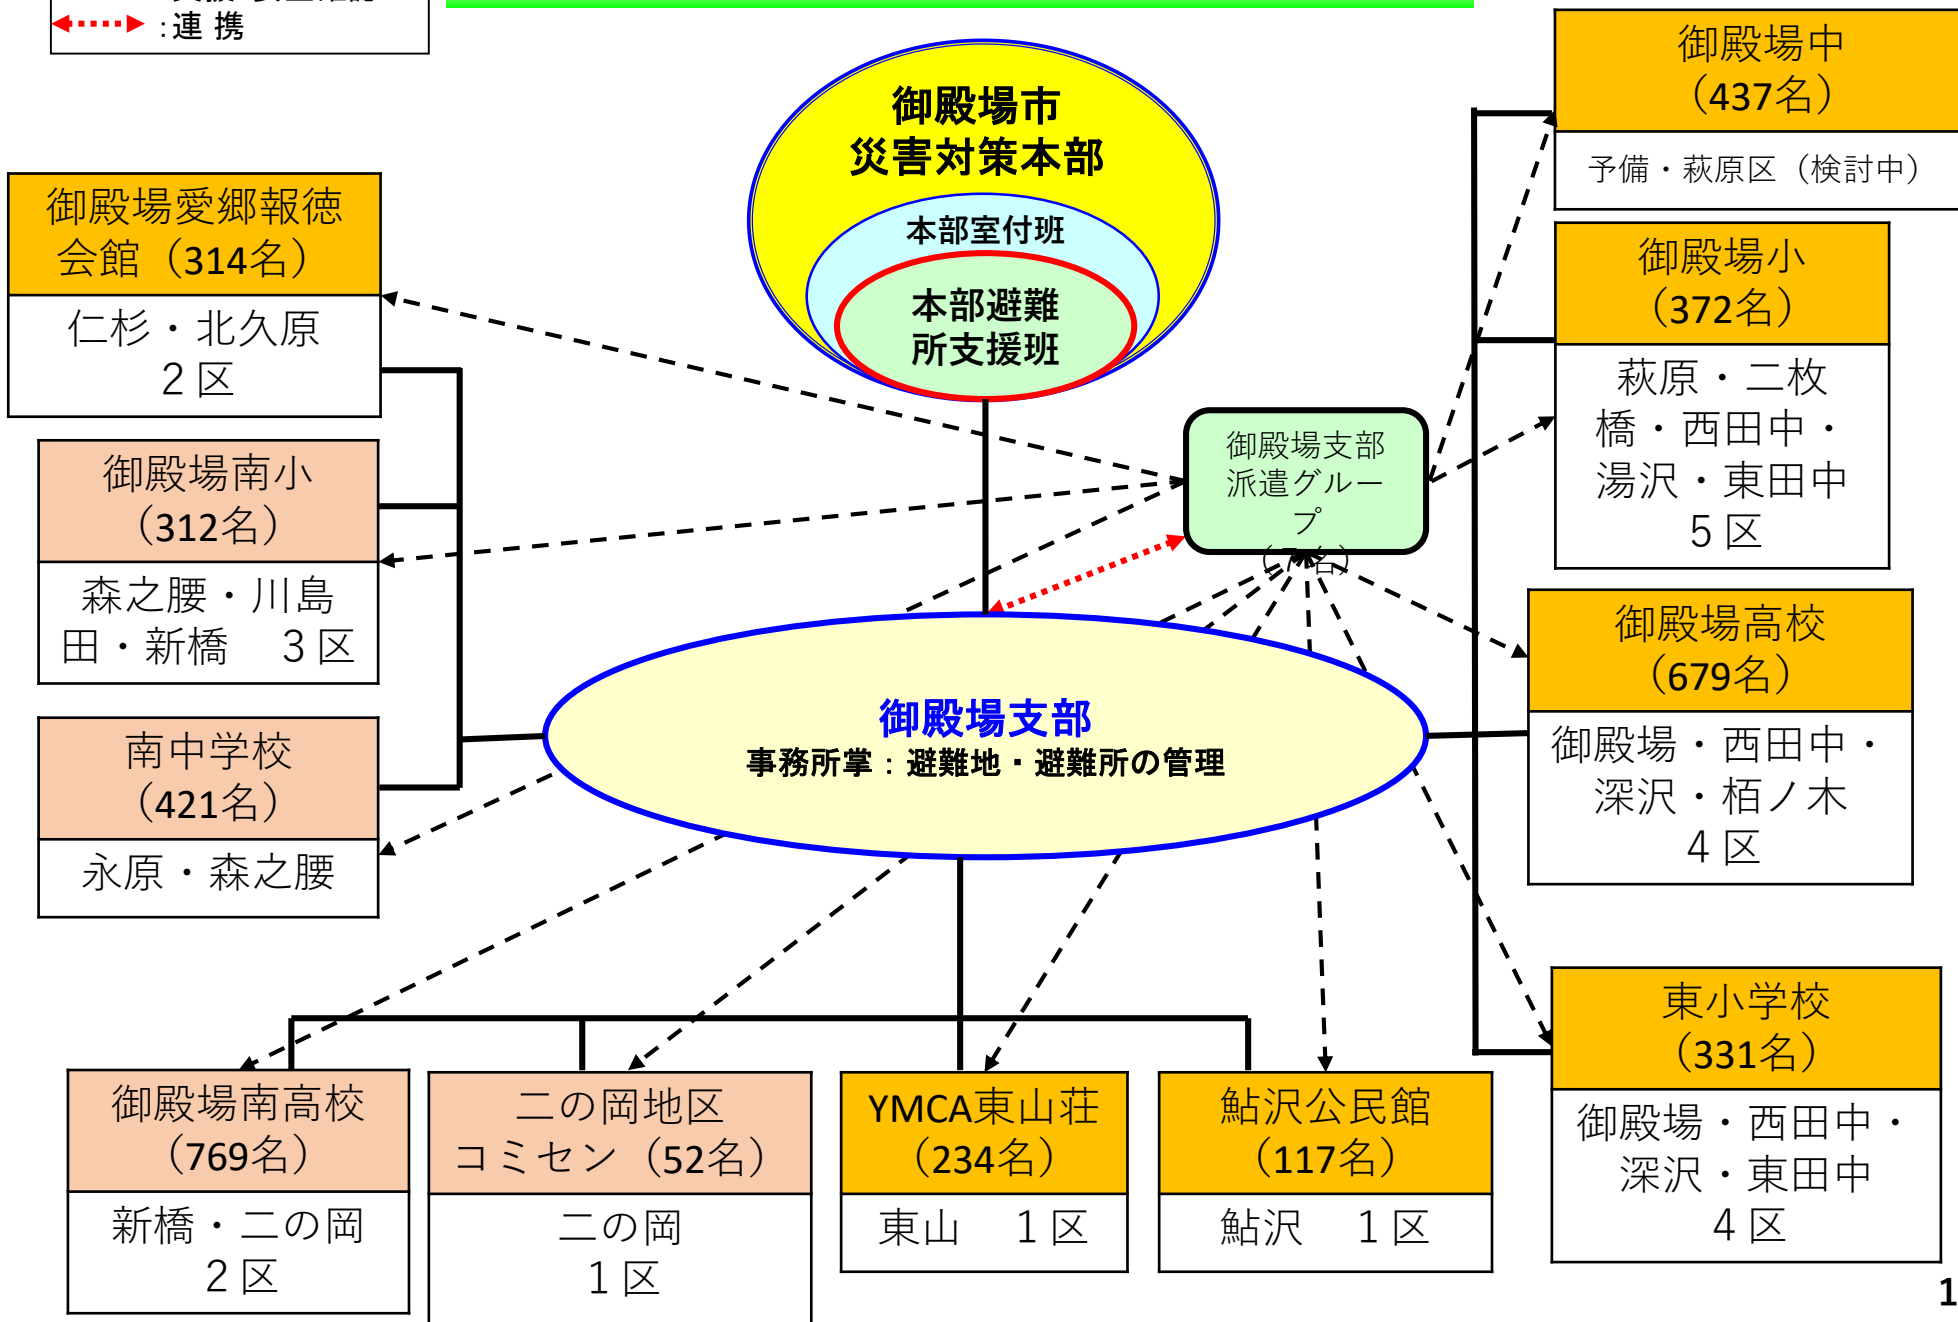 :連 携
御殿場市
災害対策本部
本部室付班
本部避難
所支援班
御殿場愛郷報徳
会館（314名）
仁杉・北久原
２区
御殿場南小
（312名）
森之腰・川島
田・新橋　３区
南中学校
（421名）
永原・森之腰
御殿場支部
派遣グルー
プ
御殿場支部
事務所掌：避難地・避難所の管理
御殿場中
（437名）
予備・萩原区（検討中）
御殿場小
（372名）
萩原・二枚
橋・西田中・
湯沢・東田中
５区
御殿場高校
（679名）
御殿場・西田中・
深沢・栢ノ木
４区
東小学校
（331名）
御殿場・西田中・
深沢・東田中
４区
御殿場南高校
（769名）
新橋・二の岡
２区
二の岡地区
コミセン（52名）
二の岡
１区
YMCA東山荘
（234名）
東山　１区
鮎沢公民館
（117名）
鮎沢　１区
1